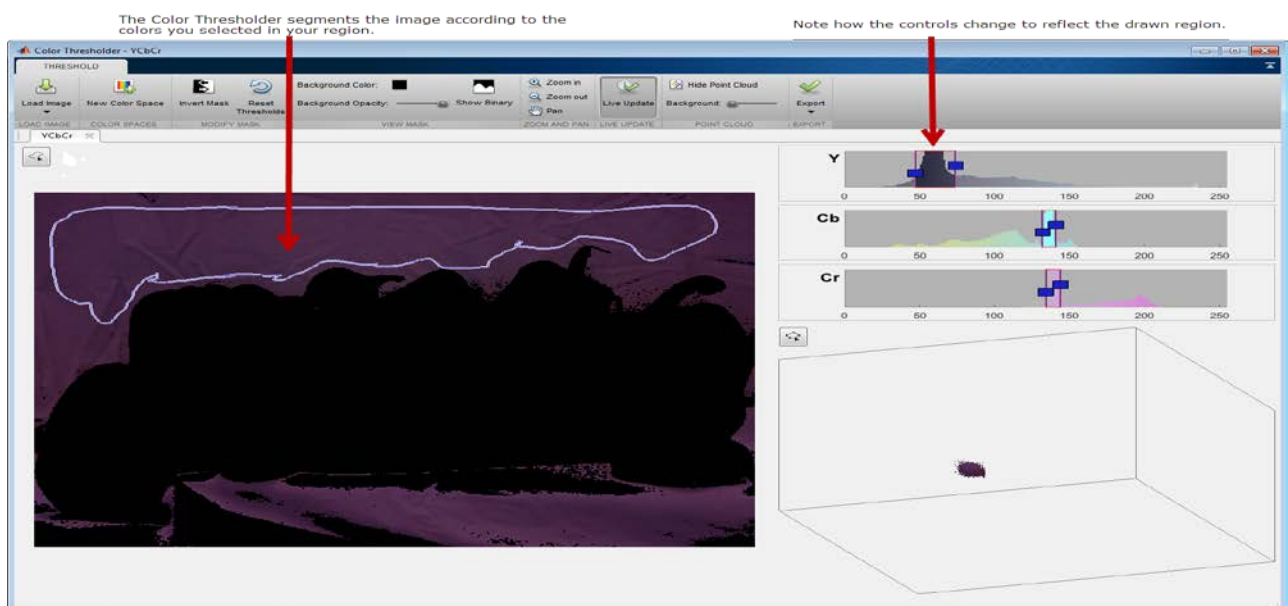 The Color Thresholder segments the image according to the
colors you selected in your region.
Note how the controls change to reflect the drawn region.
Color Thresholder - YCbCr
THRESHOLD
Load Image
New Color Space
Invert Mask
Reset
Thresholds
Background Color:
Background Opacity:
Show Binary
Zoom in
Zoom out
Pan
Live Update
Hide Point Cloud
Background:
Export
LOAD IMAGE
COLOR SPACES
MODIFY MASK
VIEW MASK
ZOOM AND PAN
LIVE UPDATE
POINT CLOUD
EXPORT
YCbCr
Y
0 50 100 150 200 250
Cb
0 50 100 150 200 250
Cr
0 50 100 150 200 250